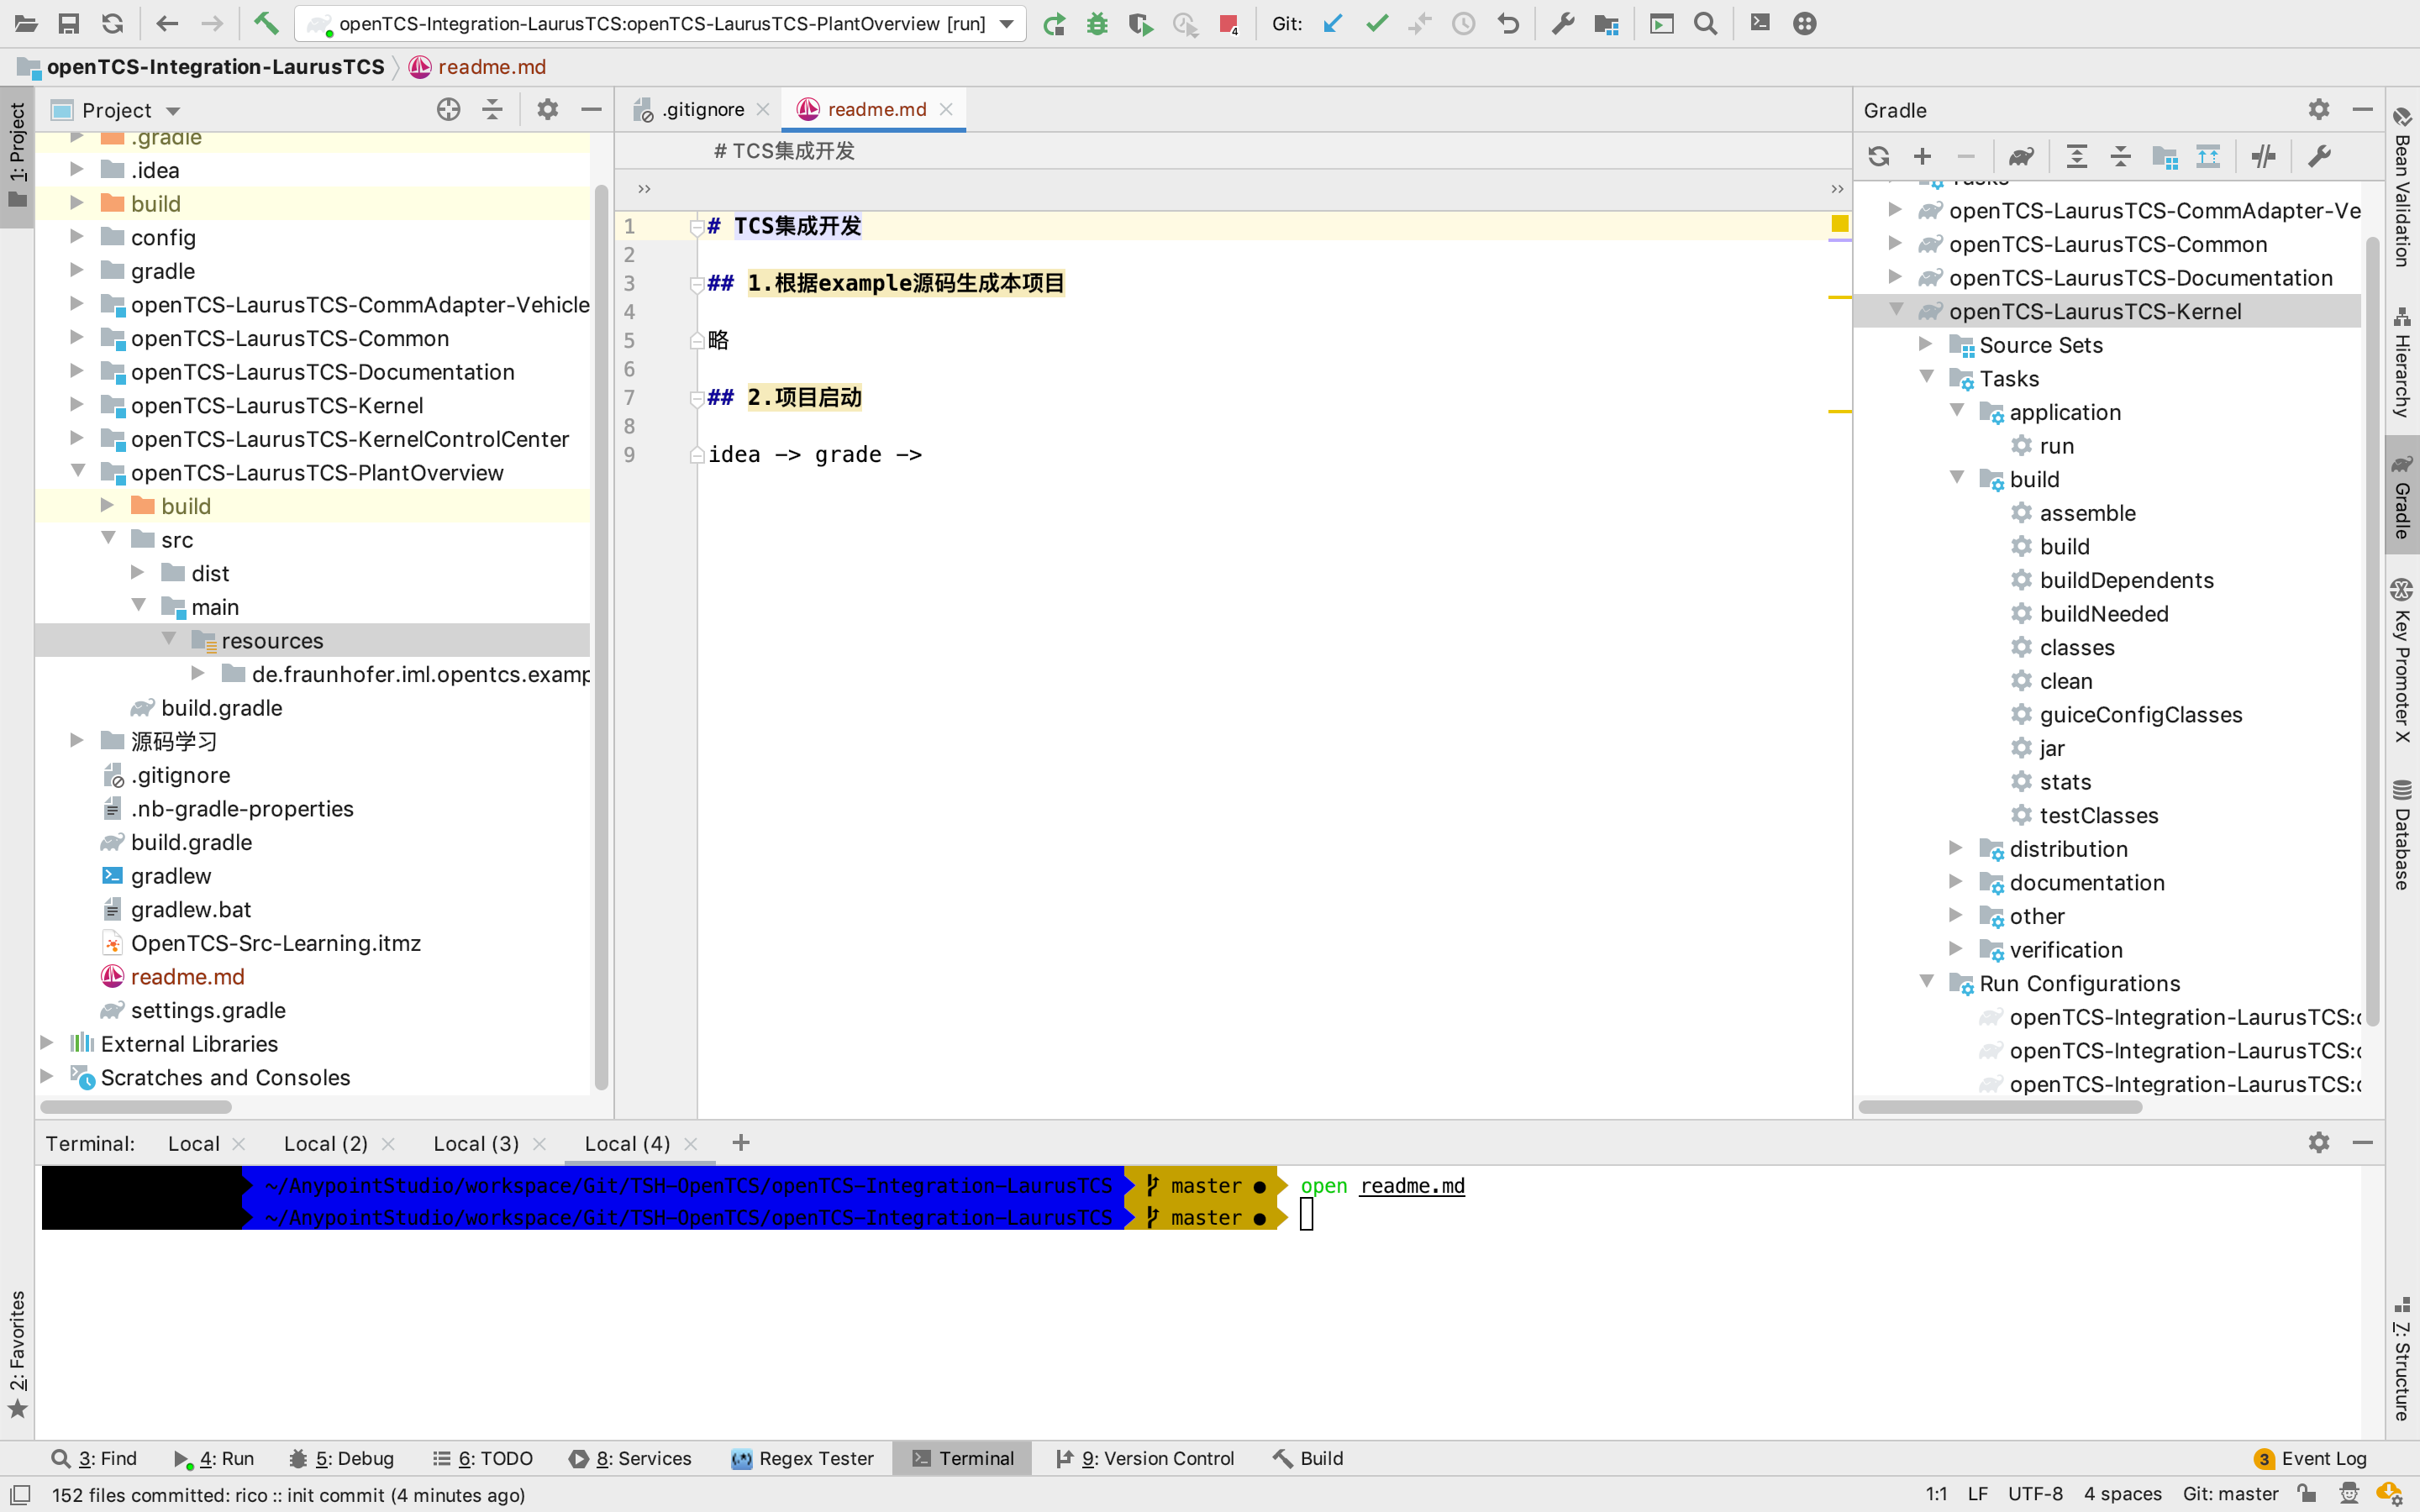 openTCS-Integration-LaurusTCS:openTCS-LaurusTCS-PlantOverview [run]
4
Git:
openTCS-Integration-LaurusTCS
readme.md
1: Project
2: Favorites
Project
.gradle
.idea
build
config
gradle
openTCS-LaurusTCS-CommAdapter-Vehicle
openTCS-LaurusTCS-Common
openTCS-LaurusTCS-Documentation
openTCS-LaurusTCS-Kernel
openTCS-LaurusTCS-KernelControlCenter
openTCS-LaurusTCS-PlantOverview
build
src
dist
main
resources
de.fraunhofer.iml.opentcs.examp
build.gradle
源码学习
.gitignore
.nb-gradle-properties
build.gradle
gradlew
gradlew.bat
OpenTCS-Src-Learning.itmz
readme.md
settings.gradle
External Libraries
Scratches and Consoles
.gitignore
readme.md
# TCS集成开发
1 # TCS集成开发
2
3 ## 1.根据example源码生成本项目
4
5 略
6
7 ## 2.项目启动
8
9 idea -> grade ->
Gradle
Tasks
openTCS-LaurusTCS-CommAdapter-Ve
openTCS-LaurusTCS-Common
openTCS-LaurusTCS-Documentation
openTCS-LaurusTCS-Kernel
Source Sets
Tasks
application
run
build
assemble
build
buildDependents
buildNeeded
classes
clean
guiceConfigClasses
jar
stats
testClasses
distribution
documentation
other
verification
Run Configurations
openTCS-Integration-LaurusTCS:
openTCS-Integration-LaurusTCS:
openTCS-Integration-LaurusTCS:
Bean Validation
Hierarchy
Gradle
Key Promoter X
Database
7: Structure
Terminal: Local Local (2) Local (3) Local (4)
~/AnypointStudio/workspace/Git/TSH-OpenTCS/openTCS-Integration-LaurusTCS master ● open readme.md
~/AnypointStudio/workspace/Git/TSH-OpenTCS/openTCS-Integration-LaurusTCS master ●
3: Find 4: Run 5: Debug 6: TODO 8: Services Regex Tester Terminal 9: Version Control Build 3 Event Log
152 files committed: rico :: init commit (4 minutes ago) 1:1 LF UTF-8 4 spaces Git: master